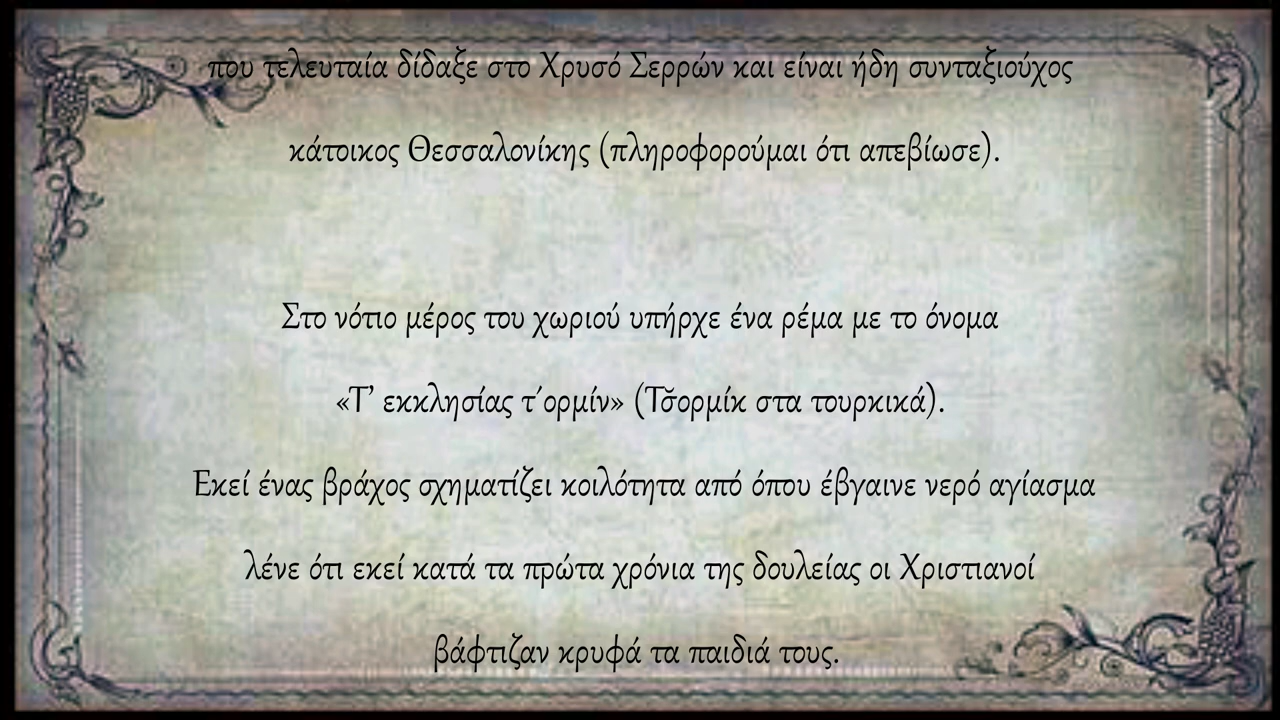 που τελευταία δίδαξε στο Χρυσό Σερρών και είναι ήδη συνταξιούχος
κάτοικος Θεσσαλονίκης (πληροφορούμαι ότι απεβίωσε).
Στο νότιο μέρος του χωριού υπήρχε ένα ρέμα με το όνομα
«Τ’ εκκλησίας τ΄ορμίν» (Τσ̌ορμίκ στα τουρκικά).
Εκεί ένας βράχος σχηματίζει κοιλότητα από όπου έβγαινε νερό αγίασμα
λένε ότι εκεί κατά τα πρώτα χρόνια της δουλείας οι Χριστιανοί
βάφτιζαν κρυφά τα παιδιά τους.